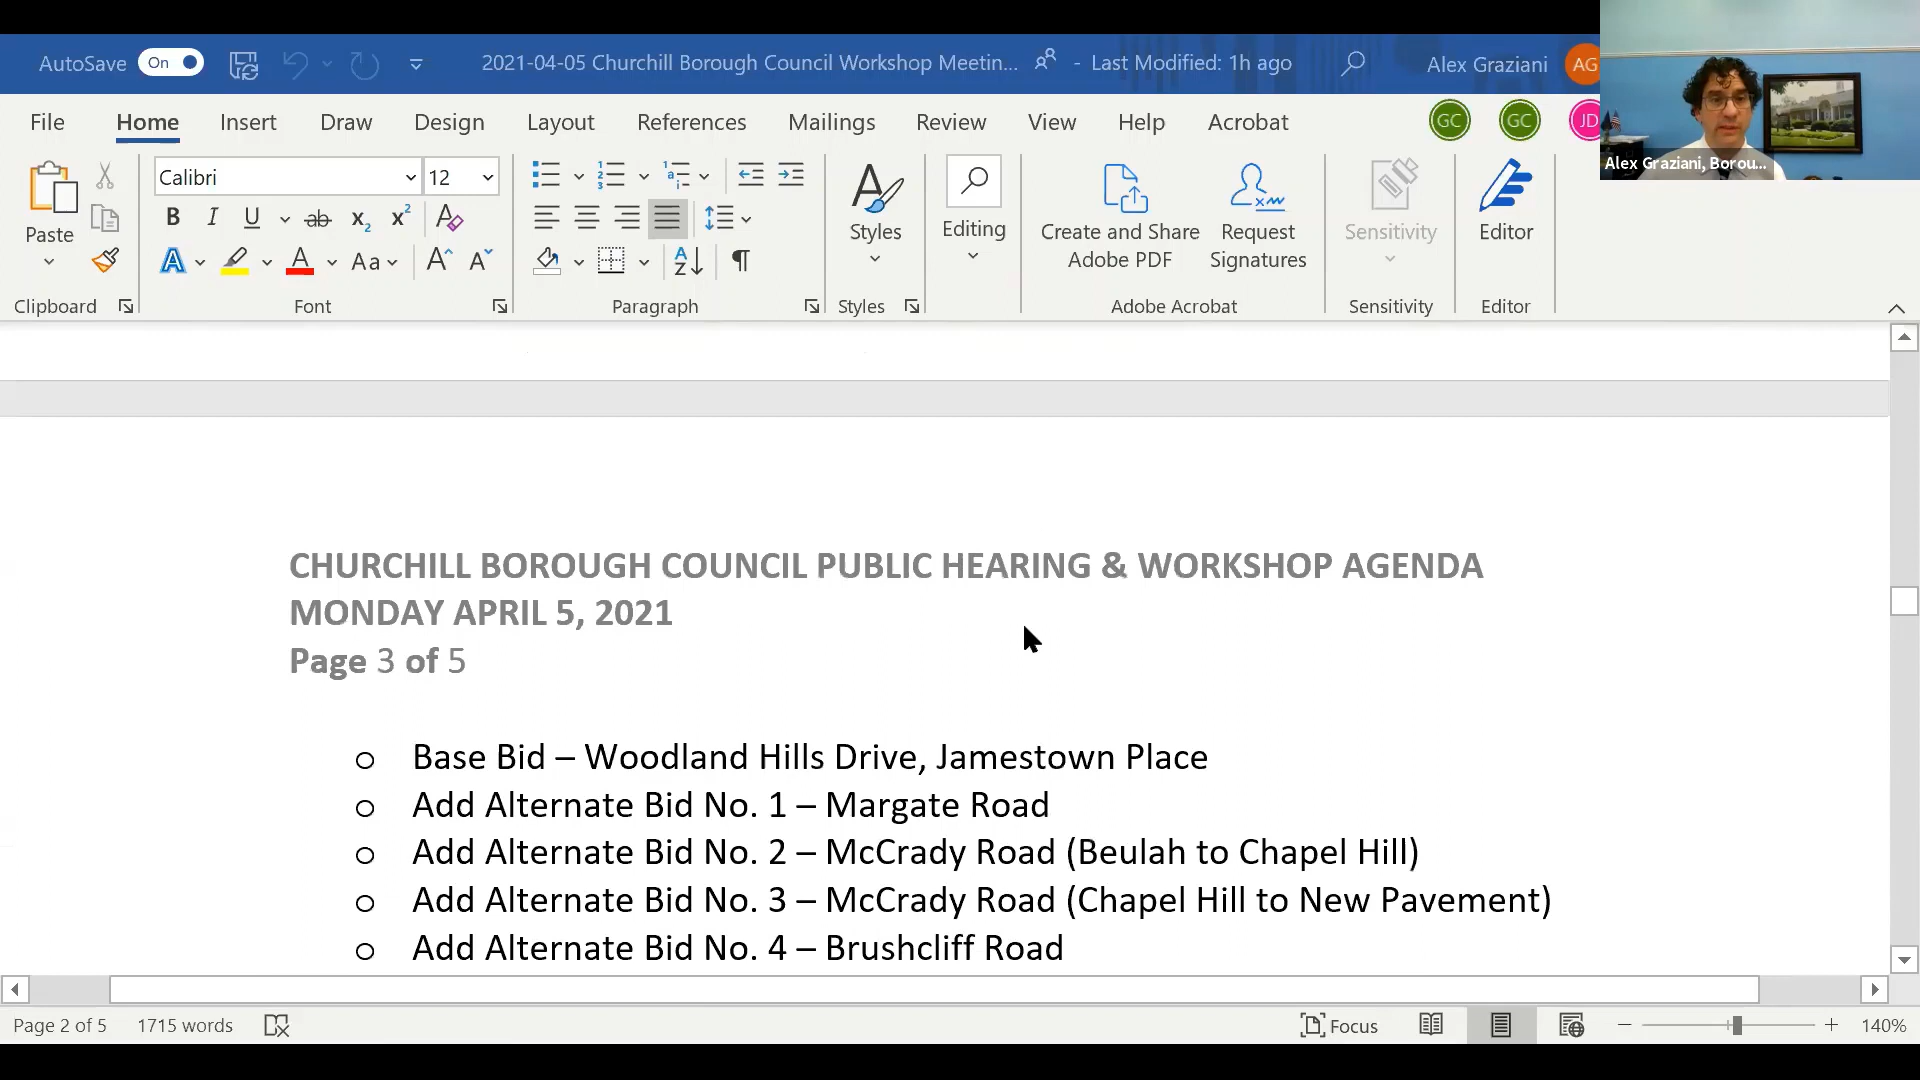 AutoSave On 2021-04-05 Churchill Borough Council Workshop Meetin... - Last Modified: 1h ago Alex Graziani AG
File Home Insert Draw Design Layout References Mailings Review View Help Acrobat GC GC JD
Alex Graziani, Borou...
Calibri 12
Paste Styles Editing Create and Share Adobe PDF Request Signatures Sensitivity Editor
Clipboard Font Paragraph Styles Adobe Acrobat Sensitivity Editor
CHURCHILL BOROUGH COUNCIL PUBLIC HEARING & WORKSHOP AGENDA
MONDAY APRIL 5, 2021
Page 3 of 5
o Base Bid – Woodland Hills Drive, Jamestown Place
o Add Alternate Bid No. 1 – Margate Road
o Add Alternate Bid No. 2 – McCrady Road (Beulah to Chapel Hill)
o Add Alternate Bid No. 3 – McCrady Road (Chapel Hill to New Pavement)
o Add Alternate Bid No. 4 – Brushcliff Road
Page 2 of 5 1715 words Focus 140%